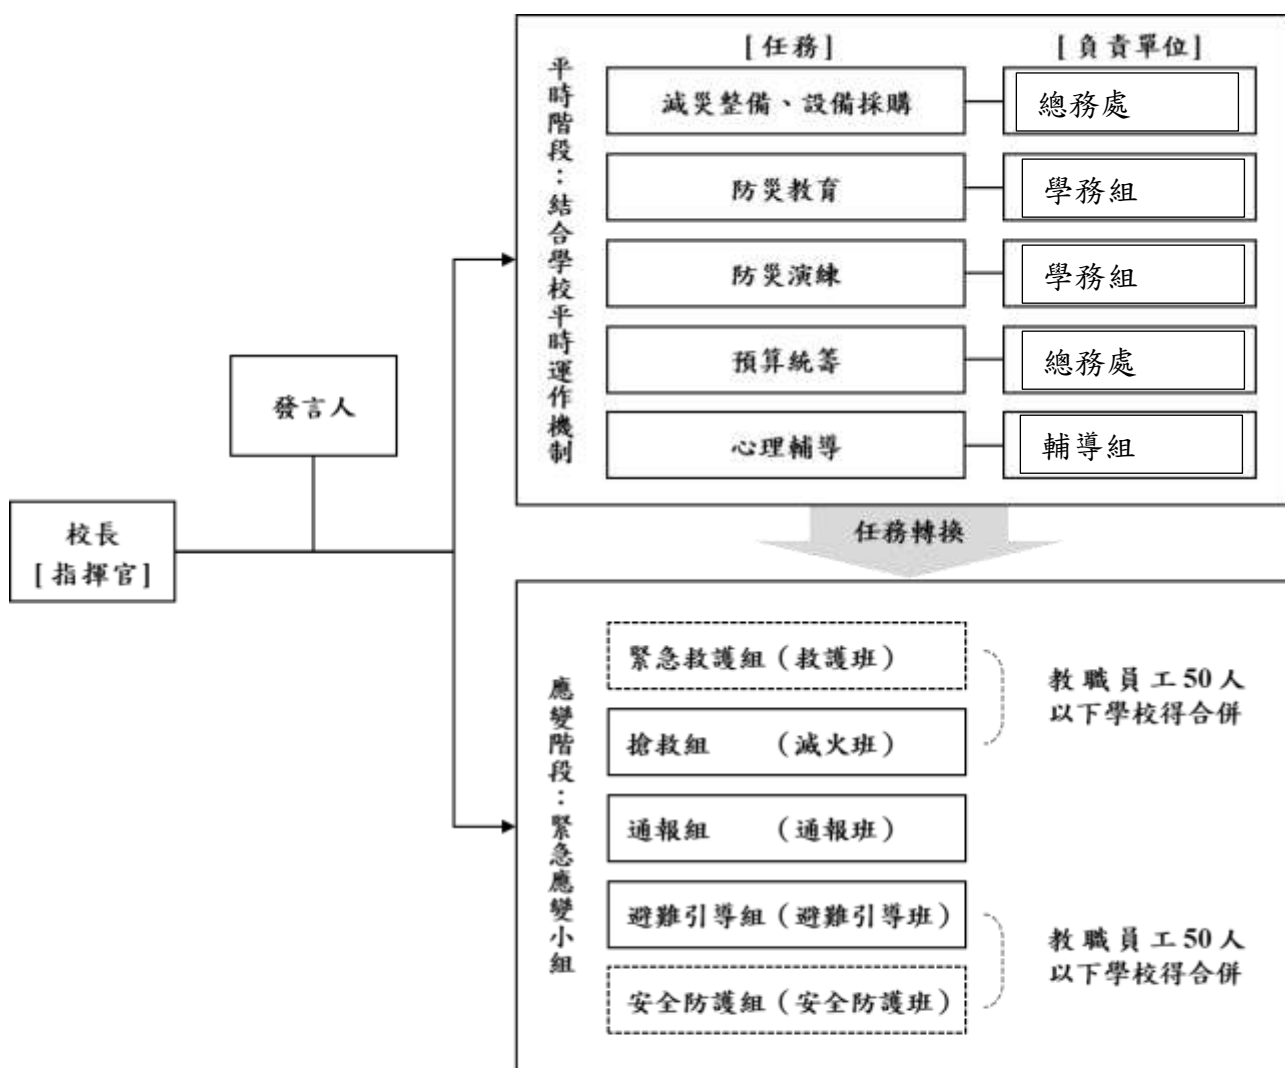 [任務]
[負責單位]
平時階段：結合學校平時運作機制
減災整備、設備採購
總務處
防災教育
學務組
防災演練
學務組
預算統籌
總務處
心理輔導
輔導組
發言人
校長
[指揮官]
任務轉換
應變階段：緊急應變小組
緊急救護組（救護班）
搶救組（滅火班）
教職員工50人
以下學校得合併
通報組（通報班）
避難引導組（避難引導班）
安全防護組（安全防護班）
教職員工50人
以下學校得合併